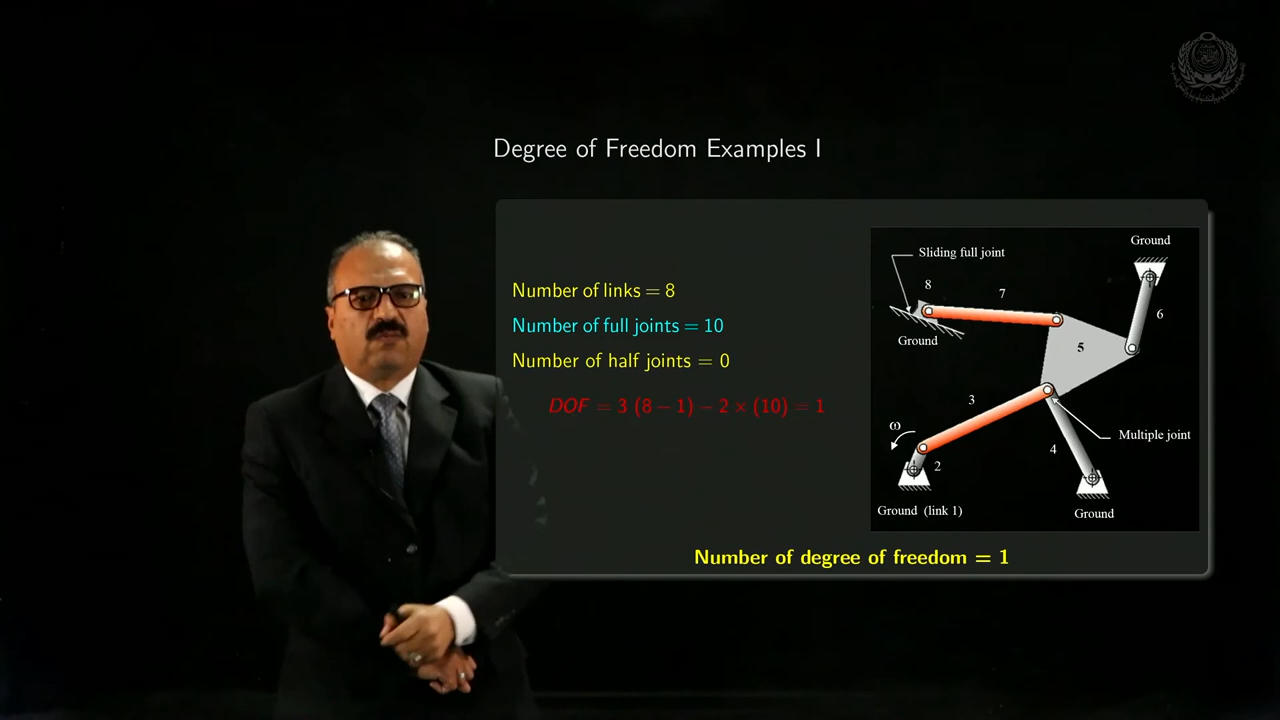 Degree of Freedom Examples I
Number of links = 8
Number of full joints = 10
Number of half joints = 0
DOF = 3 (8 − 1) − 2 × (10) = 1
Ground
Sliding full joint
8
7
6
Ground
5
3
ω
Multiple joint
4
2
Ground (link 1)
Ground
Number of degree of freedom = 1